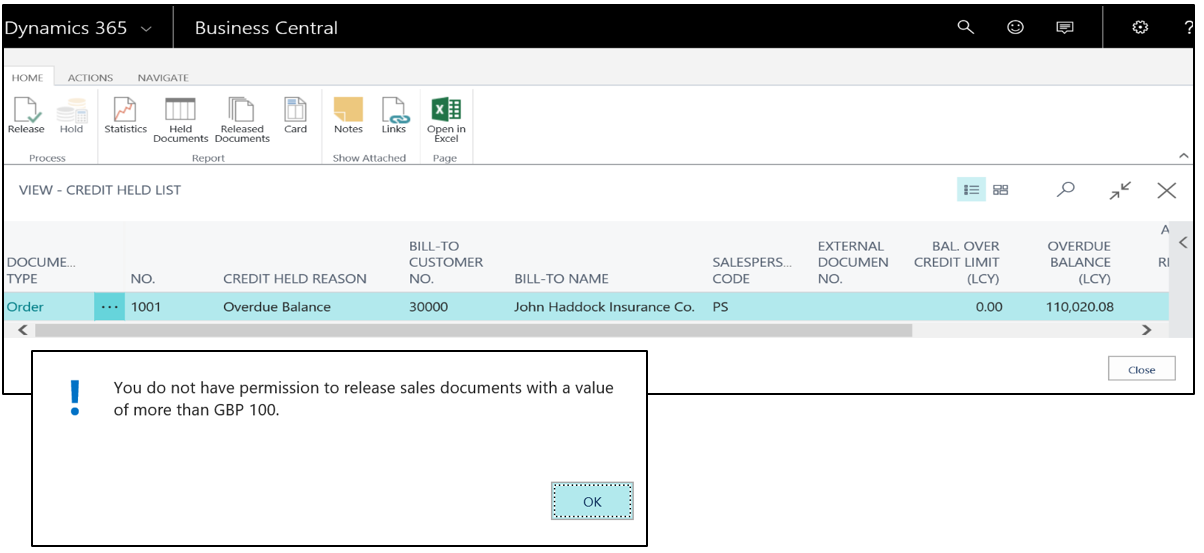 Dynamics 365 Business Central ?
HOME ACTIONS NAVIGATE
Release Hold Statistics Held Documents Released Documents Card Notes Links Open in Excel
Process Report Show Attached Page
VIEW - CREDIT HELD LIST
DOCUME... TYPE NO. CREDIT HELD REASON BILL-TO CUSTOMER NO. BILL-TO NAME SALESPERS... CODE EXTERNAL DOCUMEN NO. BAL. OVER CREDIT LIMIT (LCY) OVERDUE BALANCE (LCY)
Order ... 1001 Overdue Balance 30000 John Haddock Insurance Co. PS 0.00 110,020.08
Close
You do not have permission to release sales documents with a value
of more than GBP 100.
OK